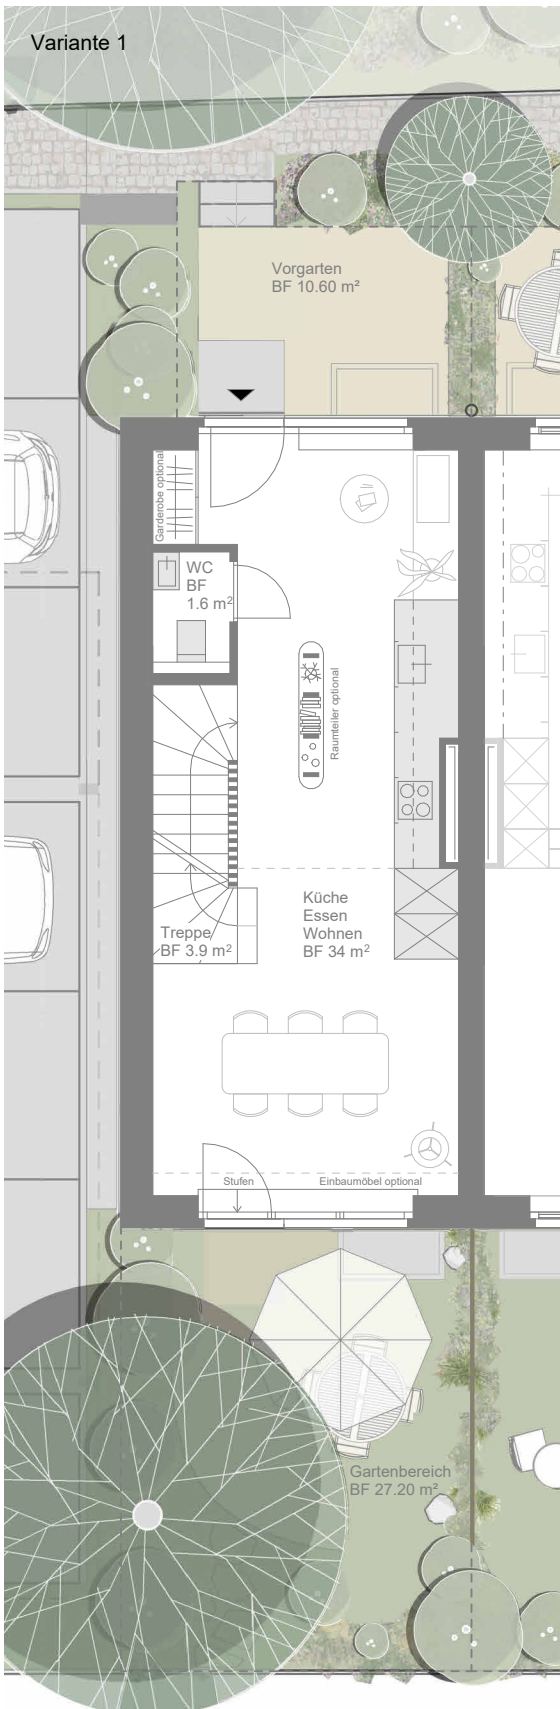 Variante 1
Vorgarten
BF 10.60 m²
Garderobe optional
WC
BF
1.6 m²
Raumteiler optional
Küche
Essen
Wohnen
BF 34 m²
Treppe
BF 3.9 m²
Stufen
Einbaumöbel optional
Gartenbereich
BF 27.20 m²